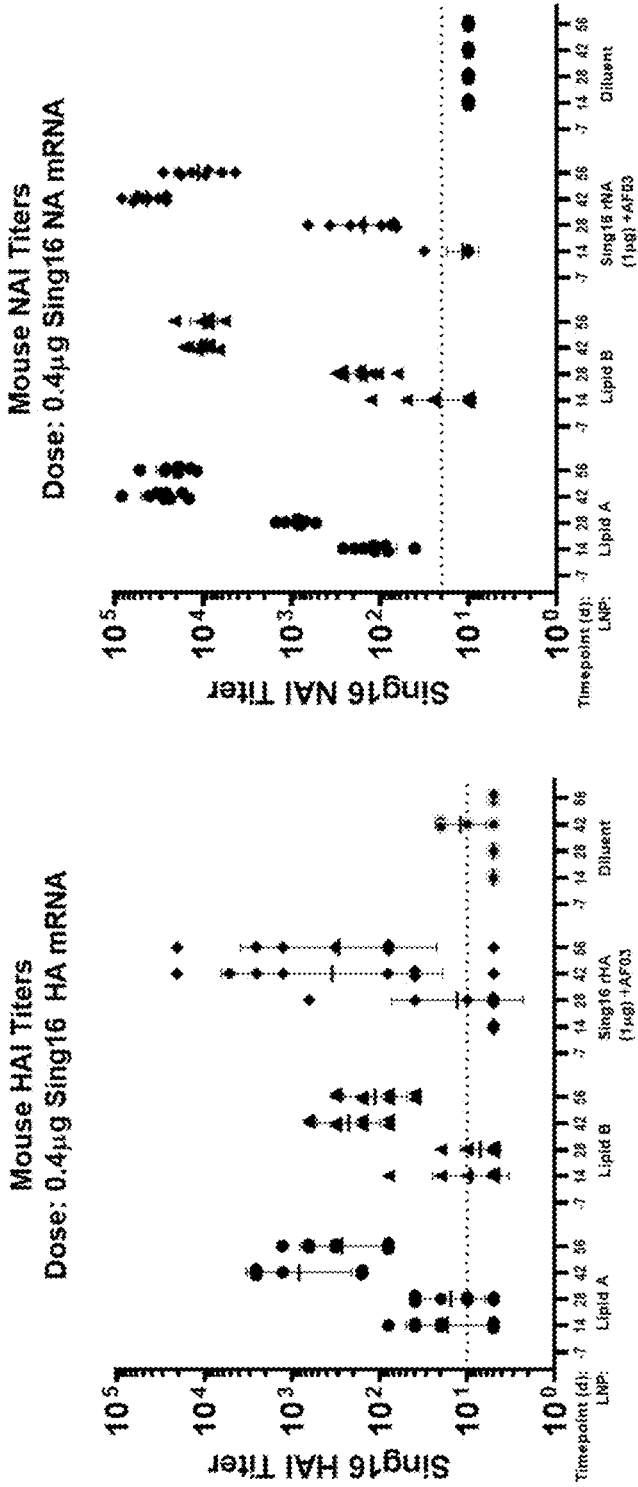 Mouse HAI Titers
Dose: 0.4µg Sing16 HA mRNA
Sing16 HAI Titer
10^5
10^4
10^3
10^2
10^1
10^0
Timepoint (d): -7 14 28 42 56 -7 14 28 42 56 -7 14 28 42 56 -7 14 28 42 56
LNP: Lipid A Lipid B Sing16 rHA Diluent
(1µg) +AF03
Mouse NAI Titers
Dose: 0.4µg Sing16 NA mRNA
Sing16 NAI Titer
10^5
10^4
10^3
10^2
10^1
10^0
Timepoint (d): -7 14 28 42 56 -7 14 28 42 56 -7 14 28 42 56 -7 14 28 42 56
LNP: Lipid A Lipid B Sing16 rNA Diluent
(1µg) +AF03